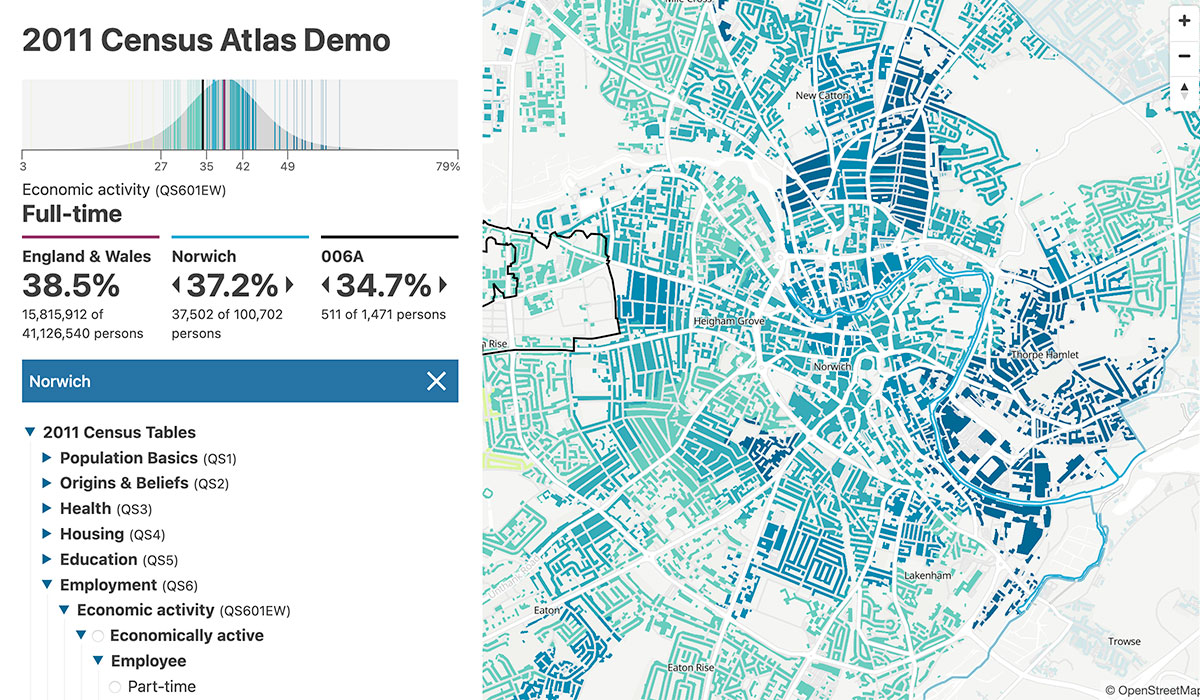 2011 Census Atlas Demo
3 27 35 42 49 79%
Economic activity (QS601EW)
Full-time
England & Wales
38.5%
15,815,912 of
41,126,540 persons
Norwich
37.2%
37,502 of 100,702
persons
006A
34.7%
511 of 1,471 persons
Norwich
2011 Census Tables
Population Basics (QS1)
Origins & Beliefs (QS2)
Health (QS3)
Housing (QS4)
Education (QS5)
Employment (QS6)
Economic activity (QS601EW)
Economically active
Employee
Part-time
Mile Cross
New Catton
Heigham Grove
Rise
Thorpe Hamlet
Norwich
Lakenham
Eaton
Trowse
Eaton Rise
© OpenStreetMap